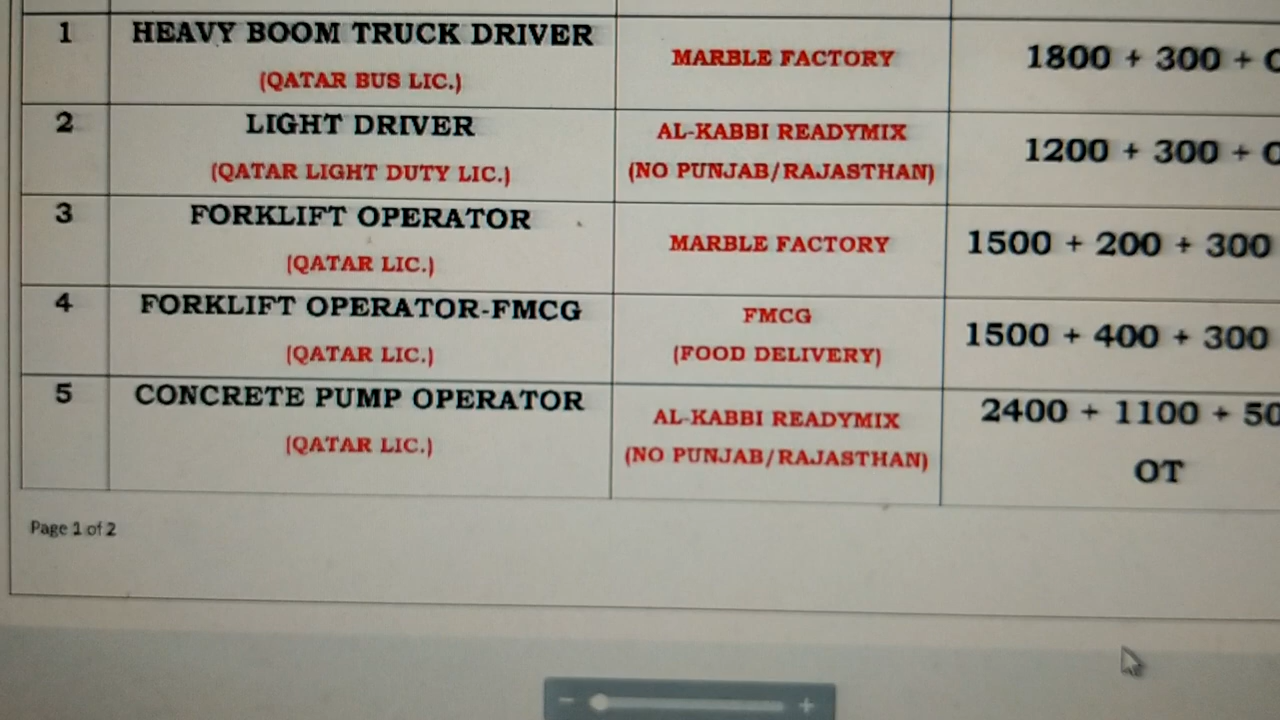 1 HEAVY BOOM TRUCK DRIVER
(QATAR BUS LIC.)
MARBLE FACTORY
1800 + 300 +
2 LIGHT DRIVER
(QATAR LIGHT DUTY LIC.)
AL-KABBI READYMIX
(NO PUNJAB/RAJASTHAN)
1200 + 300 +
3 FORKLIFT OPERATOR
(QATAR LIC.)
MARBLE FACTORY
1500 + 200 + 300
4 FORKLIFT OPERATOR-FMCG
(QATAR LIC.)
FMCG
(FOOD DELIVERY)
1500 + 400 + 300
5 CONCRETE PUMP OPERATOR
(QATAR LIC.)
AL-KABBI READYMIX
(NO PUNJAB/RAJASTHAN)
2400 + 1100 + 50
OT
Page 1 of 2